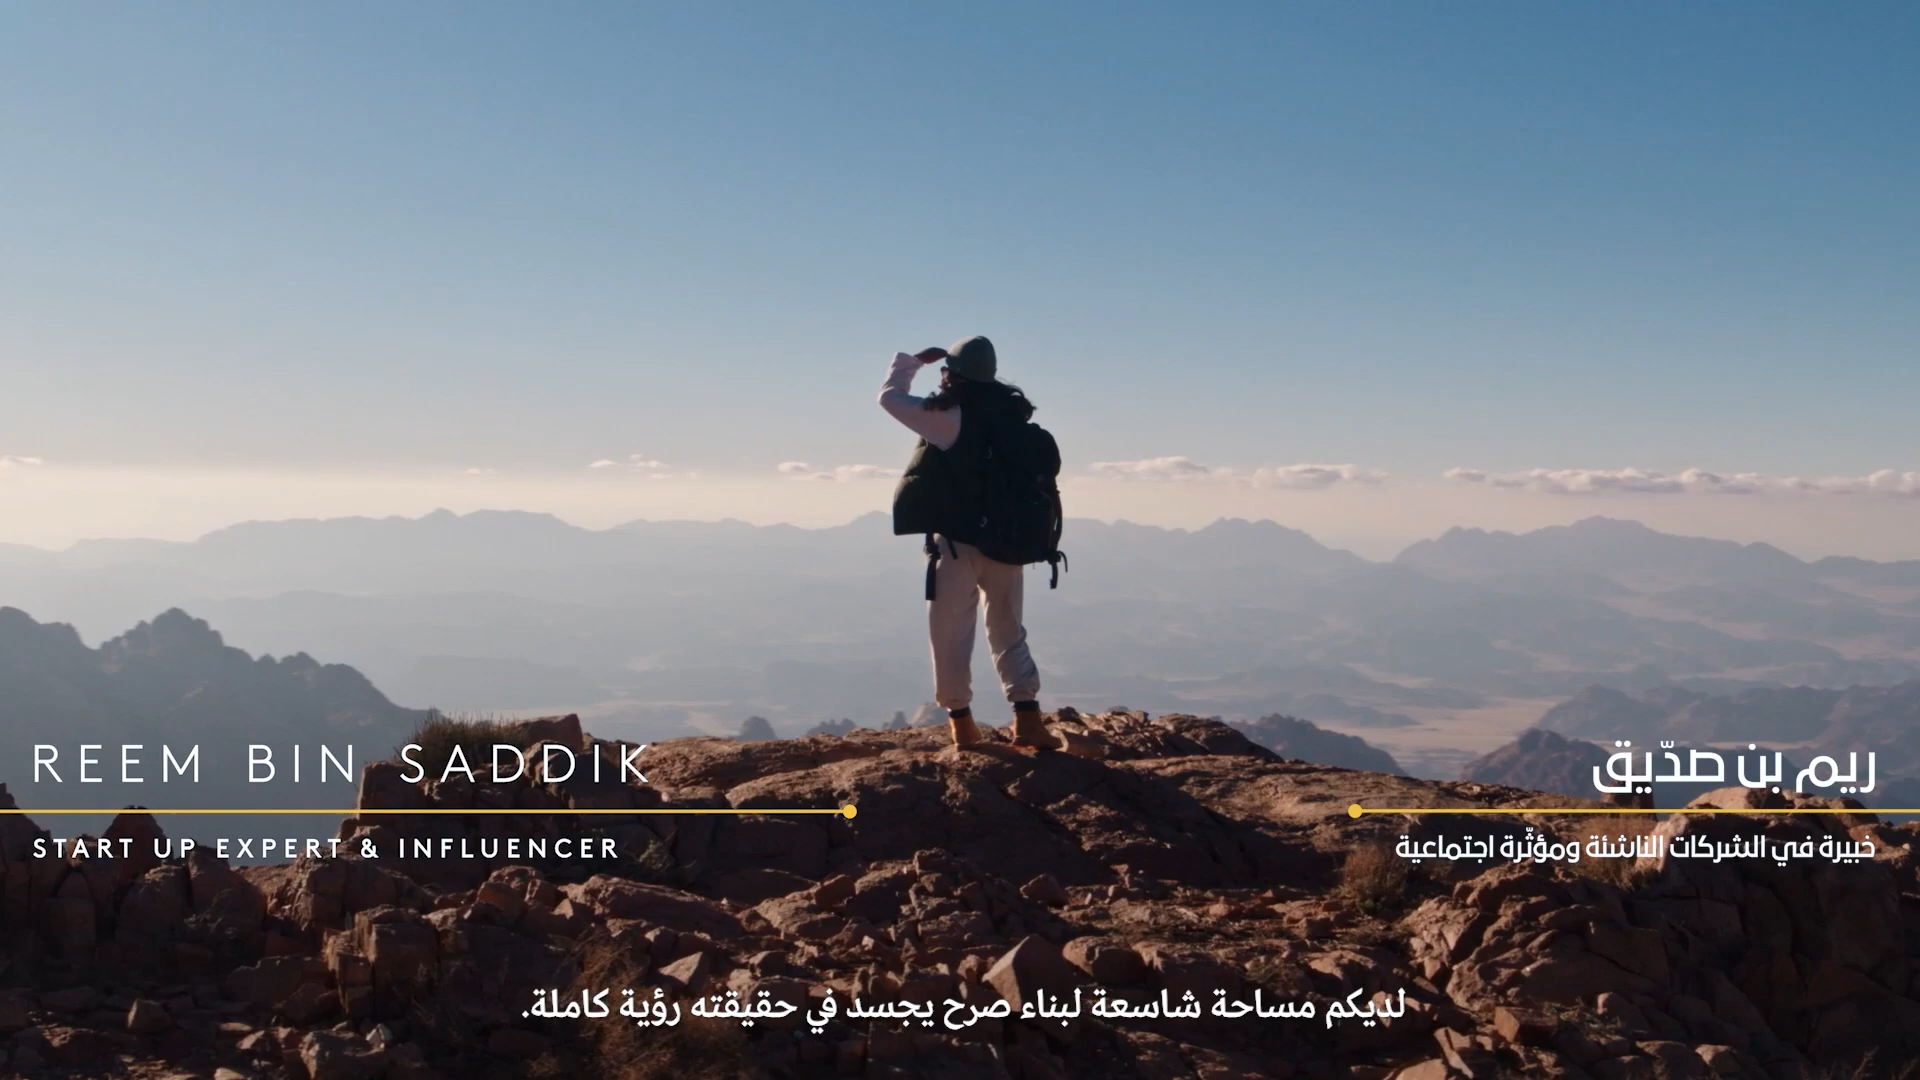 REEM BIN SADDIK
START UP EXPERT & INFLUENCER
ريم بن صدّيق
خبيرة في الشركات الناشئة ومؤثّرة اجتماعية
لديكم مساحة شاسعة لبناء صرح يجسد في حقيقته رؤية كاملة.